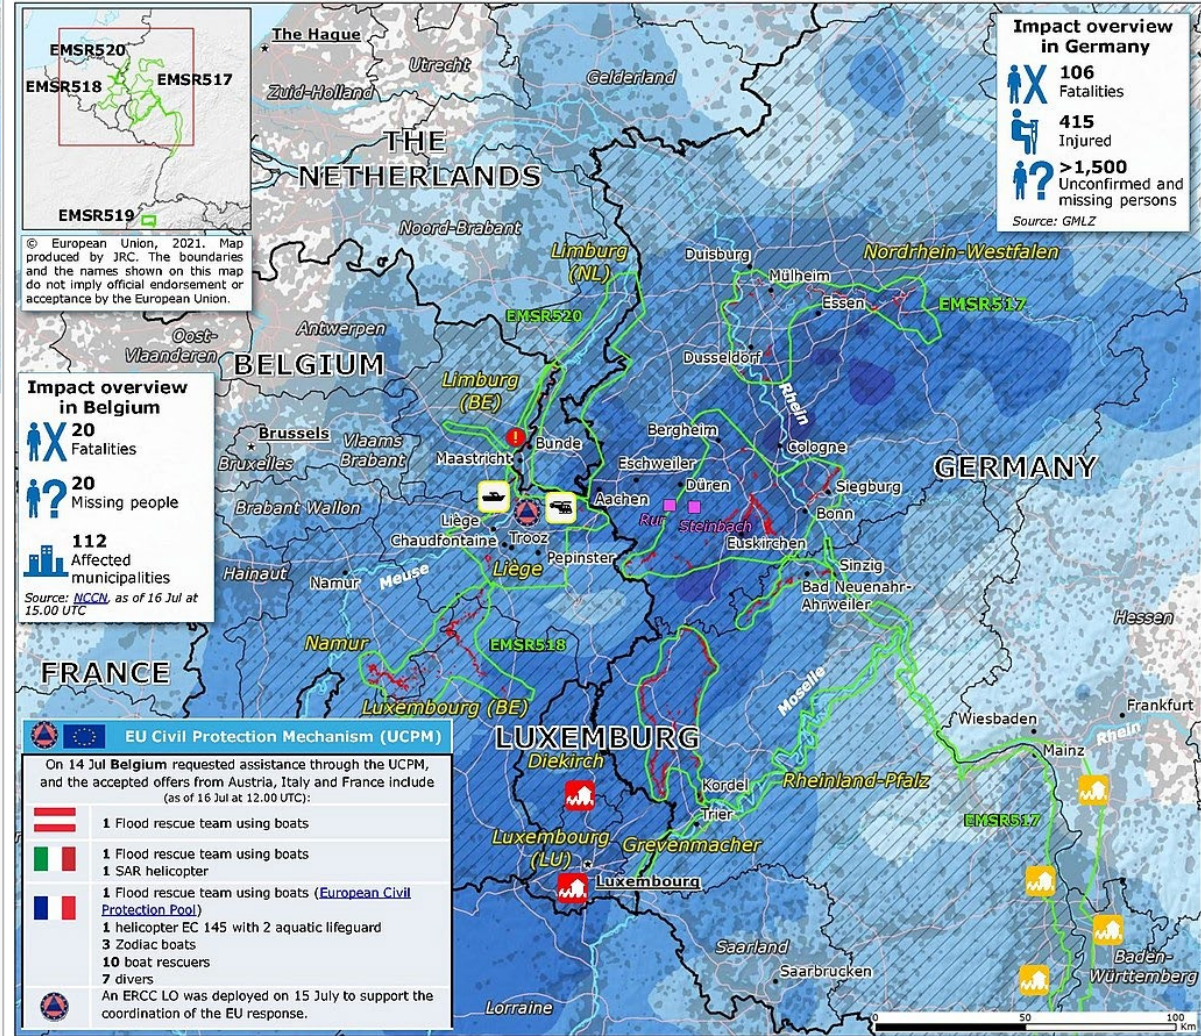 EMSR520
EMSR518
EMSR517
EMSR519
© European Union, 2021. Map
produced by JRC. The boundaries
and the names shown on this map
do not imply official endorsement or
acceptance by the European Union.
Impact overview
in Germany
106
Fatalities
415
Injured
>1,500
Unconfirmed and
missing persons
Source: GMLZ
The Hague
Utrecht
Gelderland
Zuid-Holland
THE
NETHERLANDS
Noord-Brabant
Limburg
(NL)
Duisburg
Nordrhein-Westfalen
Mülheim
Essen
EMSR517
EMSR520
Oost-
Vlaanderen
Antwerpen
BELGIUM
Dusseldorf
Rhein
Limburg
(BE)
Impact overview
in Belgium
20
Fatalities
20
Missing people
112
Affected
municipalities
Source: NCCN, as of 16 Jul at
15.00 UTC
Brussels
Bruxelles
Vlaams
Brabant
Brabant Wallon
!
Bunde
Maastricht
Bergheim
Cologne
GERMANY
Eschweiler
Düren
Aachen
Siegburg
Rur
Steinbach
Bonn
Liège
Chaudfontaine
Trooz
Euskirchen
Pepinster
Liège
Sinzig
Bad Neuenahr-
Ahrweiler
Hainaut
Namur
Meuse
Hessen
Namur
EMSR518
FRANCE
Luxembourg (BE)
Moselle
Wiesbaden
Frankfurt
Rhein
Mainz
LUXEMBURG
Diekirch
Kordel
Rheinland-Pfalz
Trier
EMSR517
Luxembourg
(LU)
Grevenmacher
Luxembourg
Saarland
Saarbrucken
Baden-
Württemberg
Lorraine
EU Civil Protection Mechanism (UCPM)
On 14 Jul Belgium requested assistance through the UCPM,
and the accepted offers from Austria, Italy and France include
(as of 16 Jul at 12.00 UTC):
1 Flood rescue team using boats
1 Flood rescue team using boats
1 SAR helicopter
1 Flood rescue team using boats (European Civil
Protection Pool)
1 helicopter EC 145 with 2 aquatic lifeguard
3 Zodiac boats
10 boat rescuers
7 divers
An ERCC LO was deployed on 15 July to support the
coordination of the EU response.
0
50
100
km